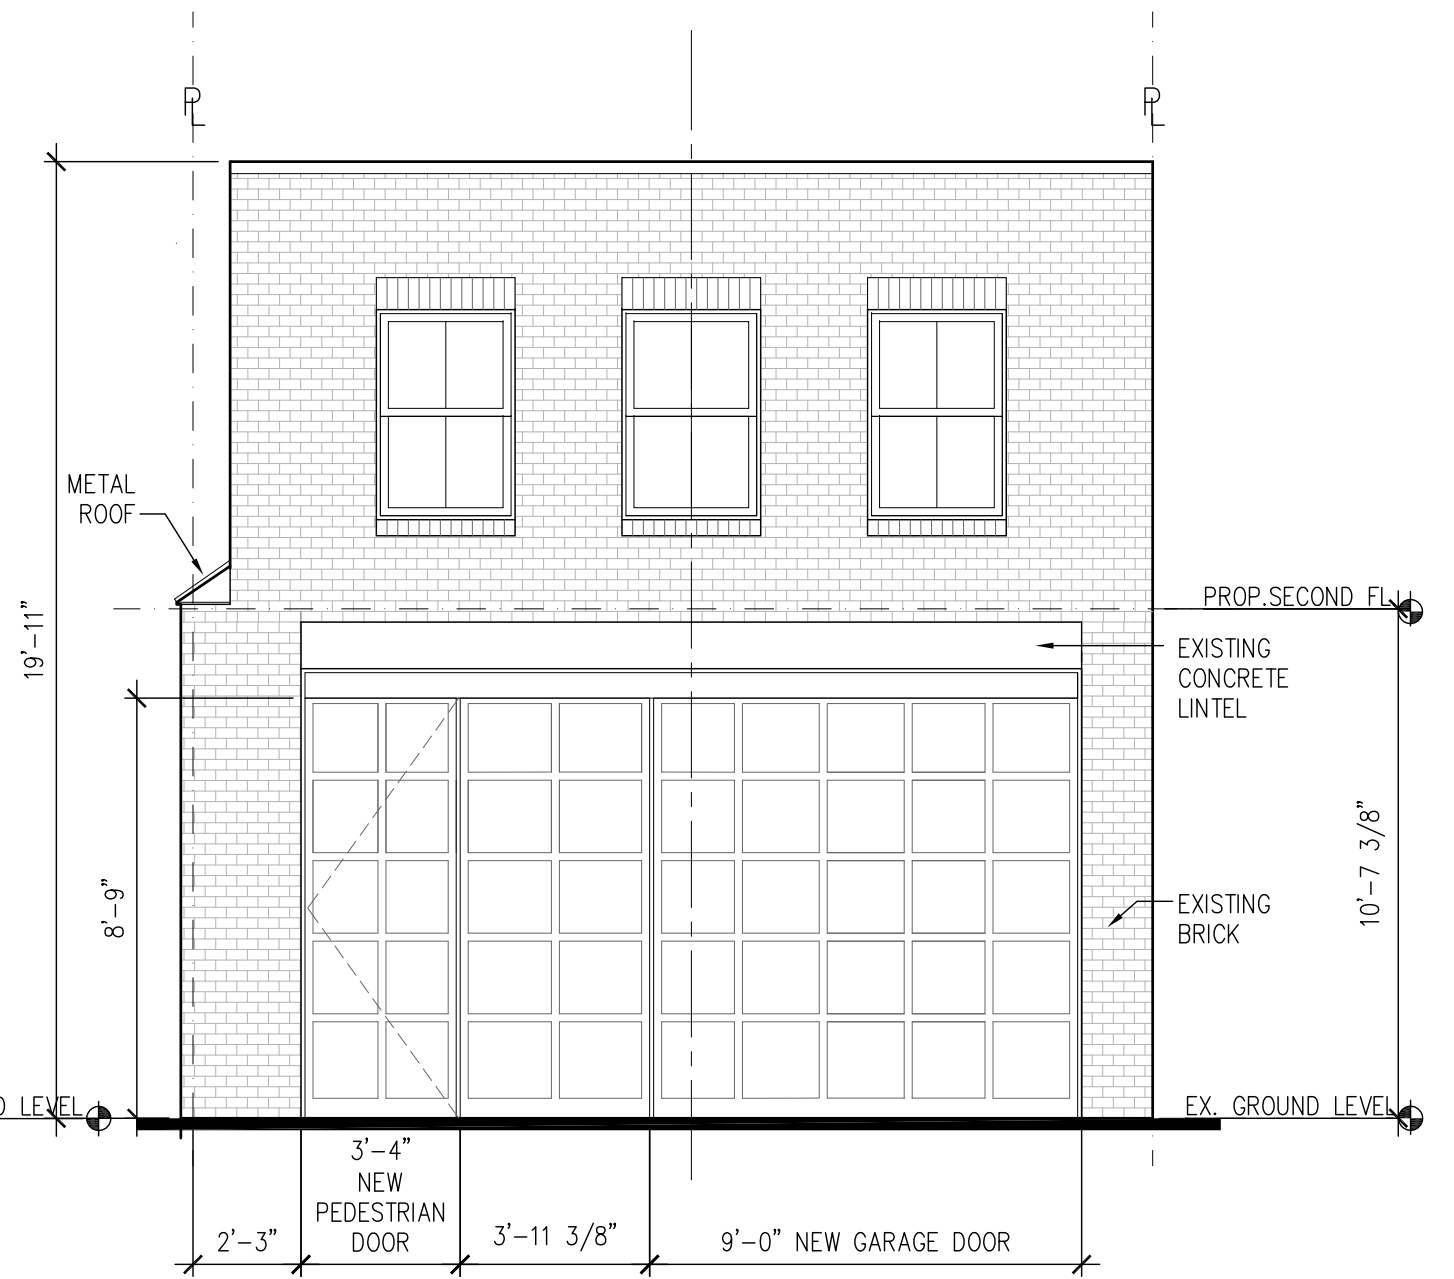 PL
PL
METAL
ROOF
19'-11"
8'-9"
PROP.SECOND FL
EXISTING
CONCRETE
LINTEL
10'-7 3/8"
EXISTING
BRICK
LEVEL
EX. GROUND LEVEL
3'-4"
NEW
PEDESTRIAN
DOOR
2'-3"
3'-11 3/8"
9'-0" NEW GARAGE DOOR